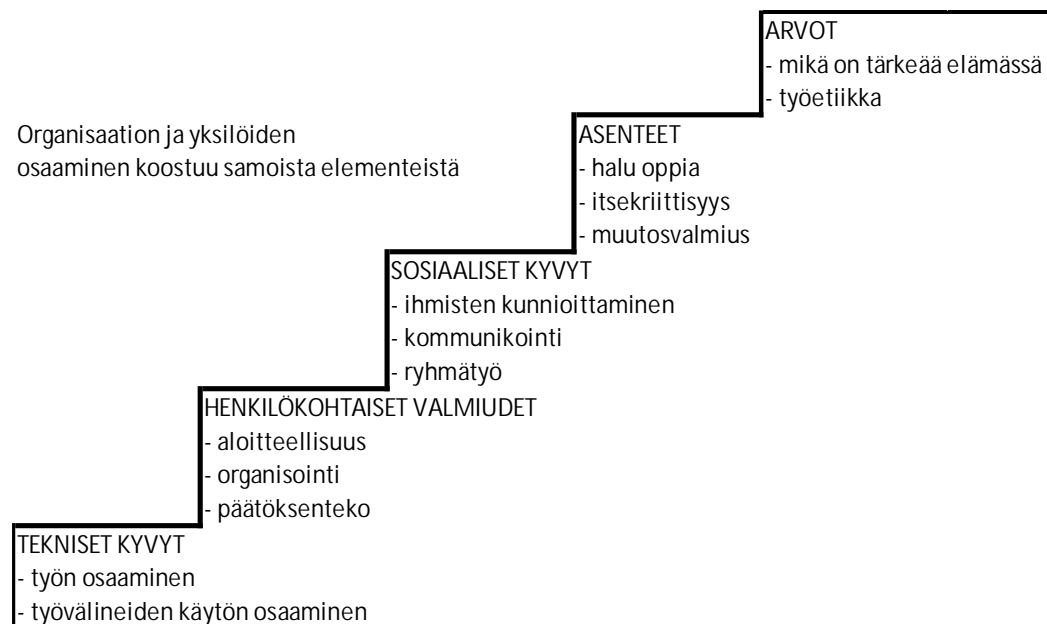 ARVOT
- mikä on tärkeää elämässä
- työetiikka
Organisaation ja yksilöiden
osaaminen koostuu samoista elementeistä
ASENTEET
- halu oppia
- itsekriittisyys
- muutosvalmius
SOSIAALISET KYVYT
- ihmisten kunnioittaminen
- kommunikointi
- ryhmätyö
HENKILÖKOHTAISET VALMIUDET
- aloitteellisuus
- organisointi
- päätöksenteko
TEKNISET KYVYT
- työn osaaminen
- työvälineiden käytön osaaminen